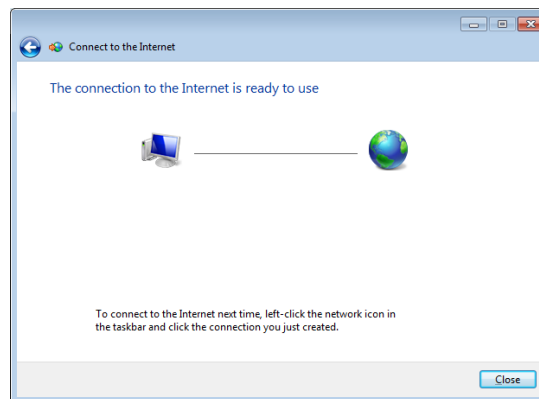 Connect to the Internet
The connection to the Internet is ready to use
To connect to the Internet next time, left-click the network icon in
the taskbar and click the connection you just created.
Close